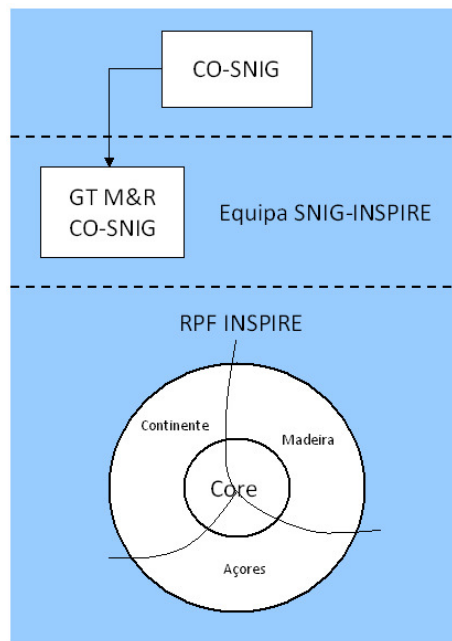 CO-SNIG
GT M&R
CO-SNIG
Equipa SNIG-INSPIRE
RPF INSPIRE
Continente
Madeira
Core
Açores